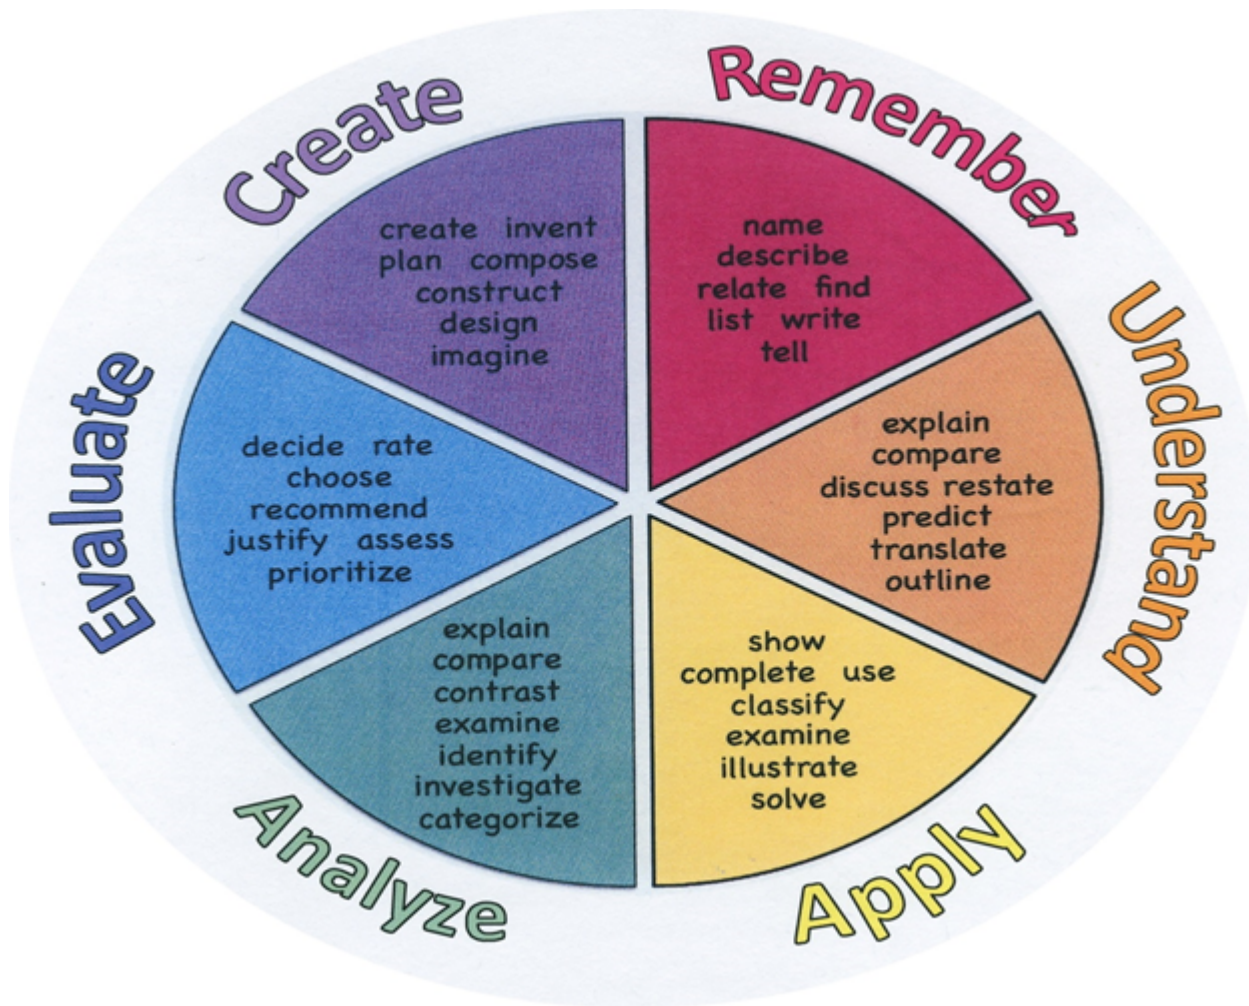 Remember
name
describe
relate find
list write
tell
Understand
explain
compare
discuss restate
predict
translate
outline
Apply
show
complete use
classify
examine
illustrate
solve
Analyze
explain
compare
contrast
examine
identify
investigate
categorize
Evaluate
decide rate
choose
recommend
justify assess
prioritize
Create
create invent
plan compose
construct
design
imagine